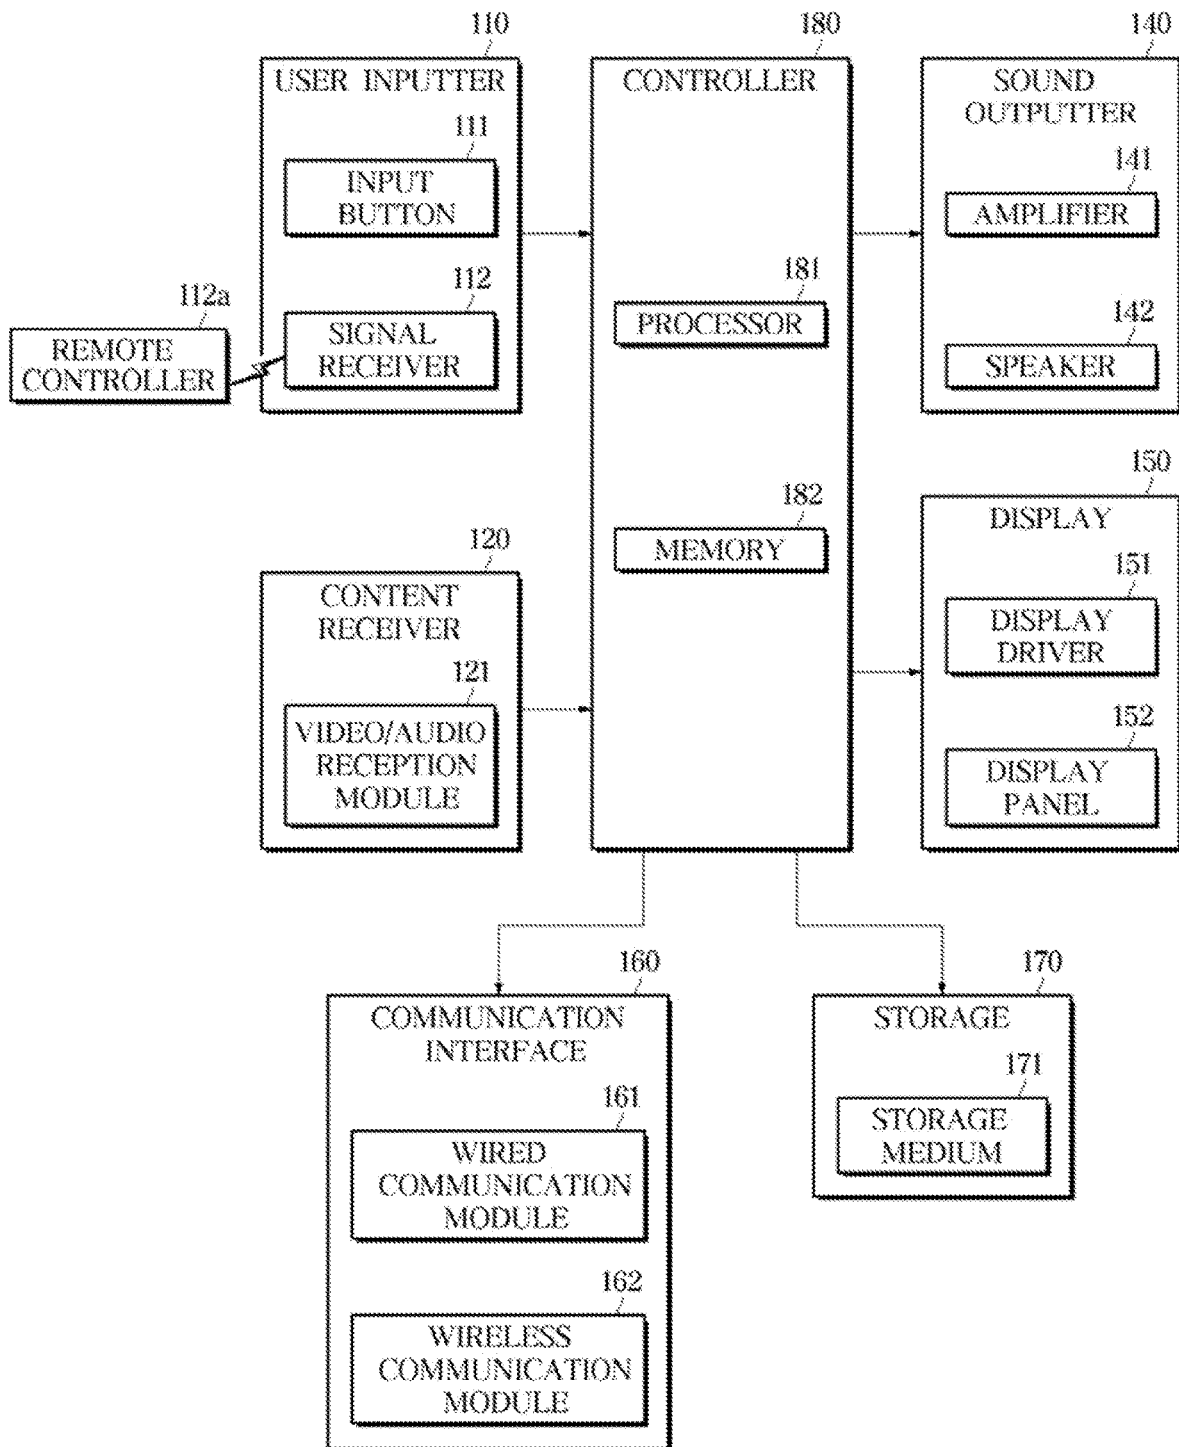 110
USER INPUTTER
111
INPUT
BUTTON
112
SIGNAL
RECEIVER
112a
REMOTE
CONTROLLER
120
CONTENT
RECEIVER
121
VIDEO/AUDIO
RECEPTION
MODULE
180
CONTROLLER
181
PROCESSOR
182
MEMORY
140
SOUND
OUTPUTTER
141
AMPLIFIER
142
SPEAKER
150
DISPLAY
151
DISPLAY
DRIVER
152
DISPLAY
PANEL
160
COMMUNICATION
INTERFACE
161
WIRED
COMMUNICATION
MODULE
162
WIRELESS
COMMUNICATION
MODULE
170
STORAGE
171
STORAGE
MEDIUM